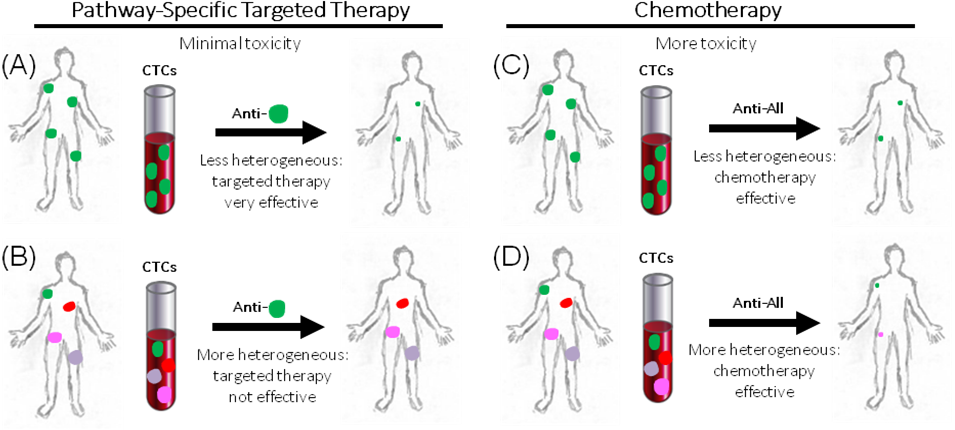 Pathway-Specific Targeted Therapy
Minimal toxicity
(A)
CTCs
Anti-
Less heterogeneous:
targeted therapy
very effective
(B)
CTCs
Anti-
More heterogeneous:
targeted therapy
not effective
Chemotherapy
More toxicity
(C)
CTCs
Anti-All
Less heterogeneous:
chemotherapy
effective
(D)
CTCs
Anti-All
More heterogeneous:
chemotherapy
effective